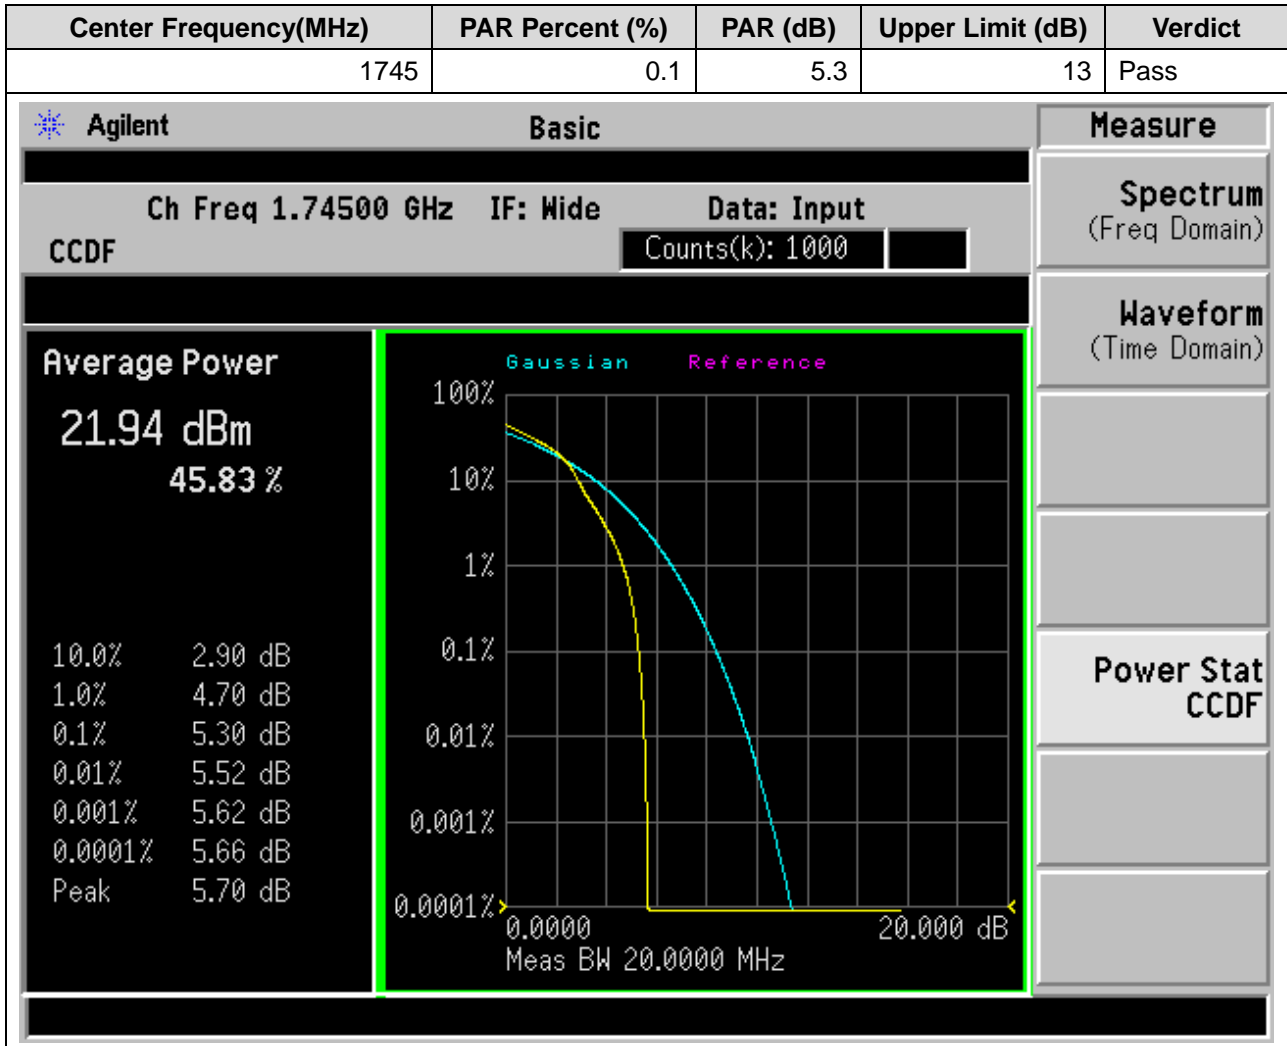 Center Frequency(MHz) PAR Percent (%) PAR (dB) Upper Limit (dB) Verdict
1745 0.1 5.3 13 Pass
Agilent Basic Measure
Ch Freq 1.74500 GHz IF: Wide Data: Input
CCDF Counts(k): 1000
Spectrum
(Freq Domain)
Waveform
(Time Domain)
Power Stat
CCDF
Average Power
21.94 dBm
45.83 %
10.0% 2.90 dB
1.0% 4.70 dB
0.1% 5.30 dB
0.01% 5.52 dB
0.001% 5.62 dB
0.0001% 5.66 dB
Peak 5.70 dB
Gaussian Reference
100%
10%
1%
0.1%
0.01%
0.001%
0.0001%
0.0000 20.000 dB
Meas BW 20.0000 MHz